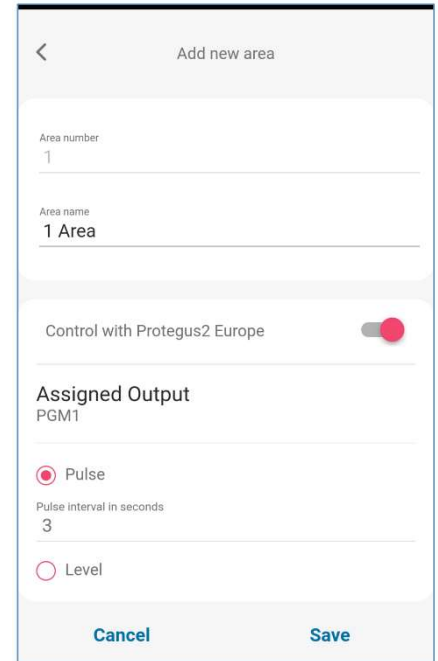 Add new area
Area number
1
Area name
1 Area
Control with Protegus2 Europe
Assigned Output
PGM1
Pulse
Pulse interval in seconds
3
Level
Cancel Save